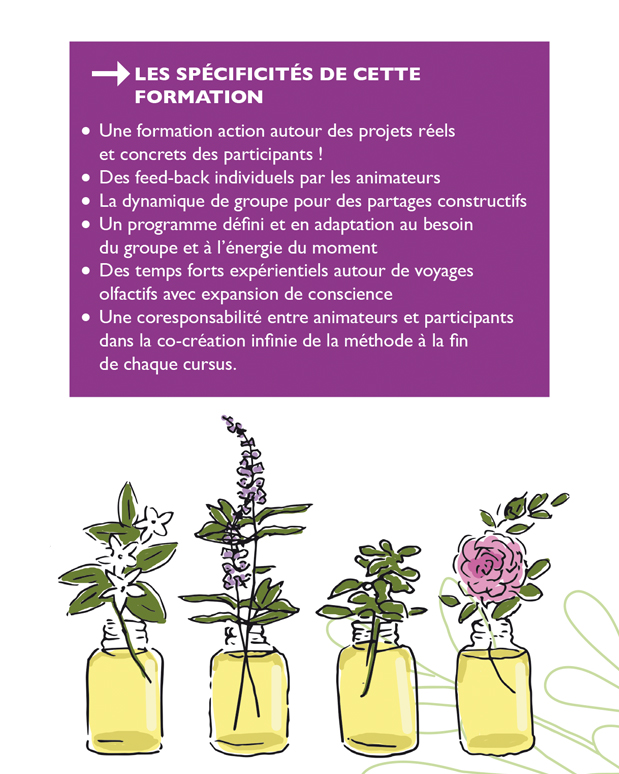 LES SPÉCIFICITÉS DE CETTE
FORMATION
• Une formation action autour des projets réels
et concrets des participants !
• Des feed-back individuels par les animateurs
• La dynamique de groupe pour des partages constructifs
• Un programme défini et en adaptation au besoin
du groupe et à l’énergie du moment
• Des temps forts expérientiels autour de voyages
olfactifs avec expansion de conscience
• Une coresponsabilité entre animateurs et participants
dans la co-création infinie de la méthode à la fin
de chaque cursus.